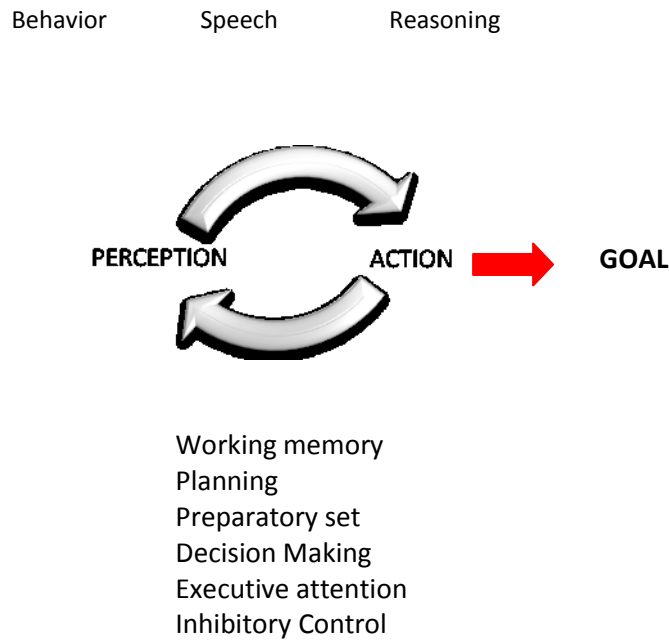 Behavior Speech Reasoning
PERCEPTION ACTION GOAL
Working memory
Planning
Preparatory set
Decision Making
Executive attention
Inhibitory Control